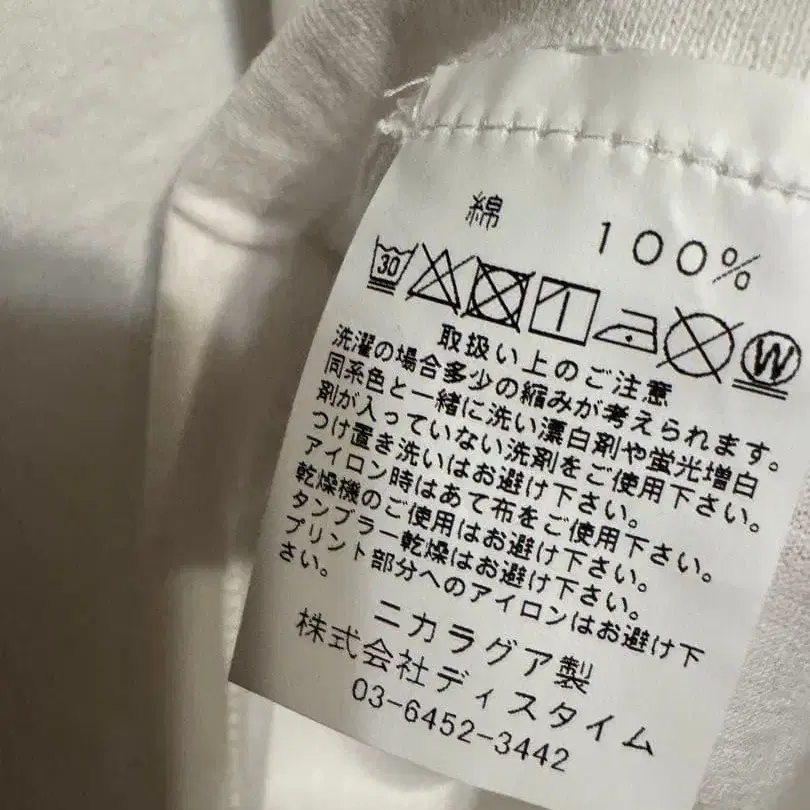 綿 100%
30 W
取扱い上のご注意
洗濯の場合多少の縮みが考えられます。
同系色と一緒に洗い漂白剤や蛍光増白
剤が入っていない洗剤をご使用下さい。
つけ置き洗いはお避け下さい。
アイロン時はあて布をご使用下さい。
乾燥機のご使用はお避け下さい。
タンブラー乾燥はお避け下さい。
プリント部分へのアイロンはお避け下
さい。
ニカラグア製
株式会社ディスタイム
03-6452-3442